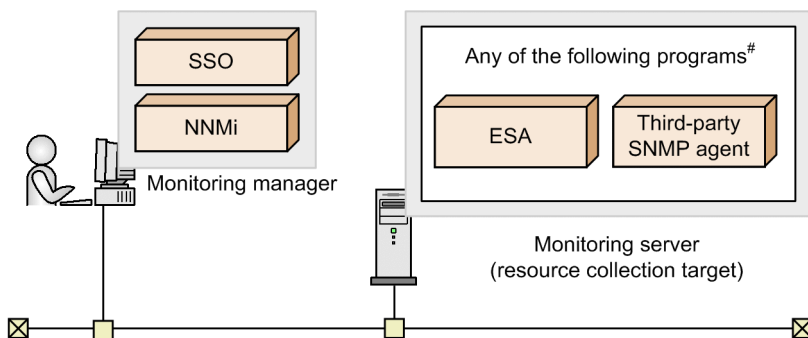 SSO
NNMi
Monitoring manager
Any of the following programs#
ESA
Third-party
SNMP agent
Monitoring server
(resource collection target)